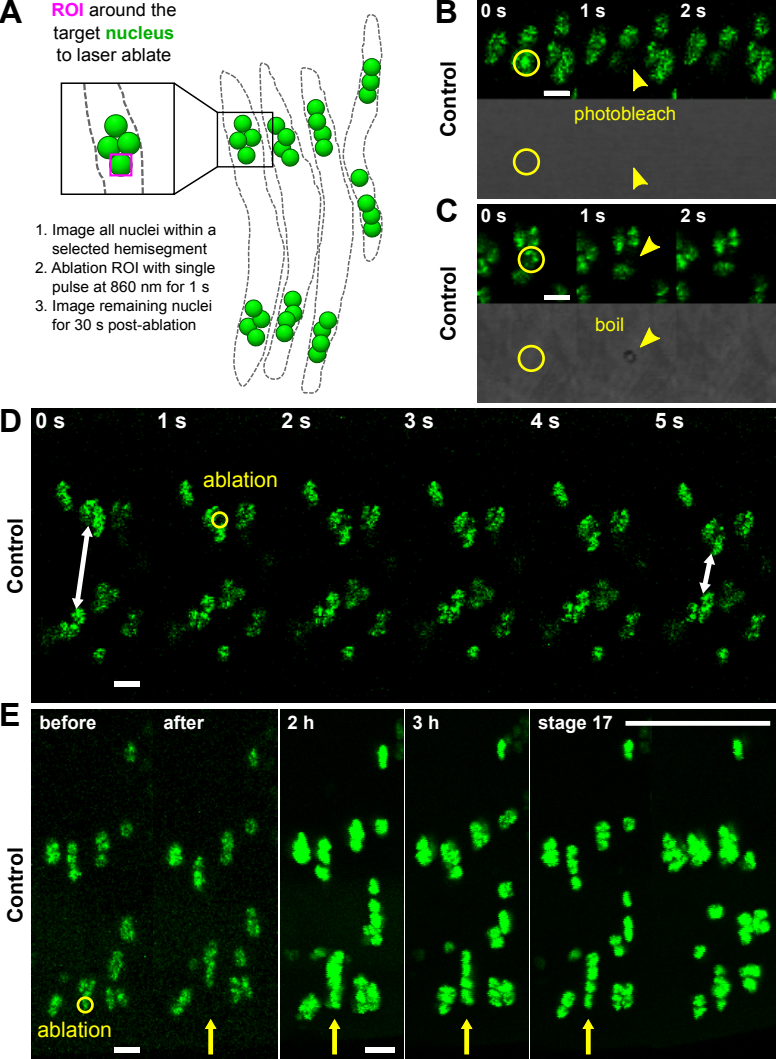 A
ROI around the
target nucleus
to laser ablate
1. Image all nuclei within a
selected hemisegment
2. Ablation ROI with single
pulse at 860 nm for 1 s
3. Image remaining nuclei
for 30 s post-ablation
B
Control
0 s 1 s 2 s
photobleach
C
Control
0 s 1 s 2 s
boil
D
Control
0 s 1 s 2 s 3 s 4 s 5 s
ablation
E
Control
before after 2 h 3 h stage 17
ablation